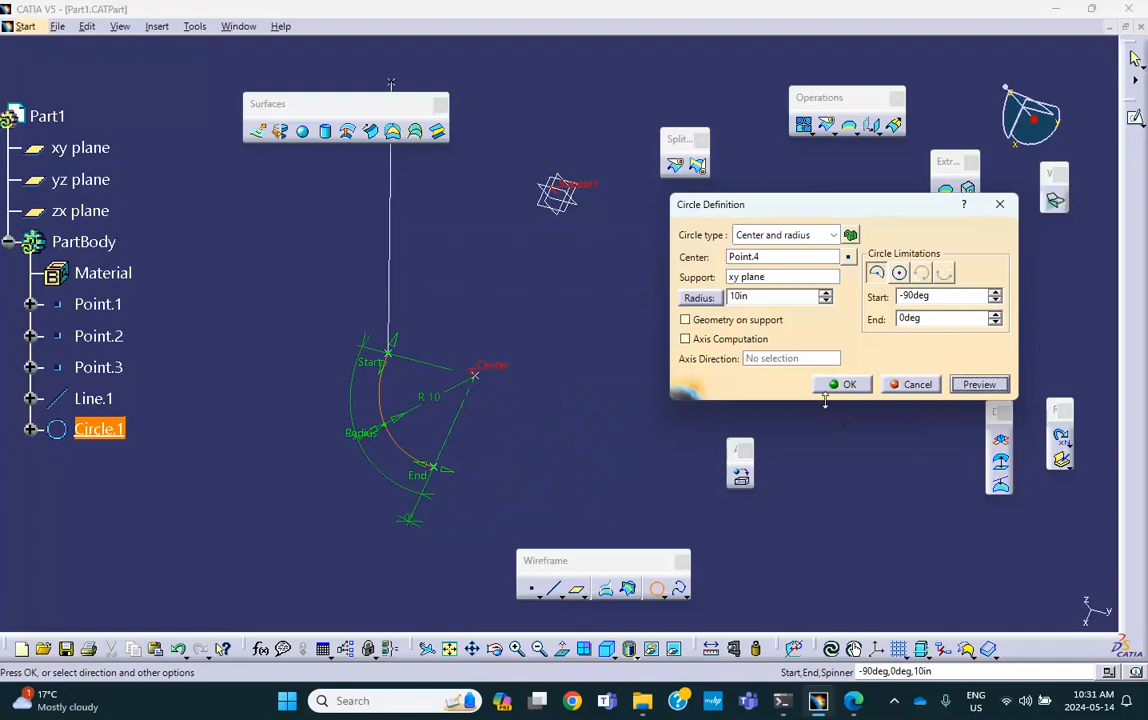 CATIA V5 - [Part1.CATPart]
Start File Edit View Insert Tools Window Help
Surfaces
Operations
Split...
Extr...
V
Support
Part1
xy plane
yz plane
zx plane
PartBody
Material
Point.1
Point.2
Point.3
Line.1
Circle.1
Start
Center
R 10
Radius
End
Circle Definition ? 
Circle type : Center and radius
Center: Point.4
Support: xy plane
Radius: 10in
Geometry on support
Axis Computation
Axis Direction: No selection
Circle Limitations
Start: -90deg
End: 0deg
OK Cancel Preview
A
D
R
Wireframe
z
y
x
f(x)
CATIA
Press OK, or select direction and other options
Start,End,Spinner -90deg,0deg,10in
1
17°C
Mostly cloudy
Search
ENG
US
10:31 AM
2024-05-14